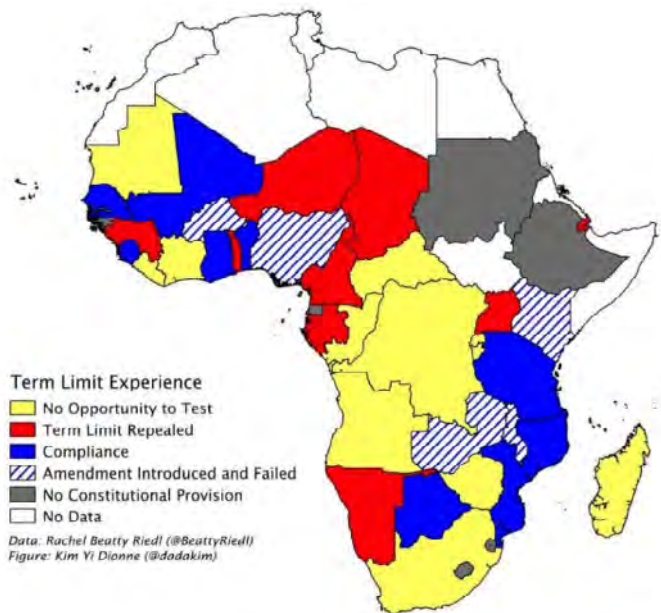 Term Limit Experience
No Opportunity to Test
Term Limit Repealed
Compliance
Amendment Introduced and Failed
No Constitutional Provision
No Data
Data: Rachel Beatty Riedl (@BeattyRiedl)
Figure: Kim Yi Dionne (@dadakim)